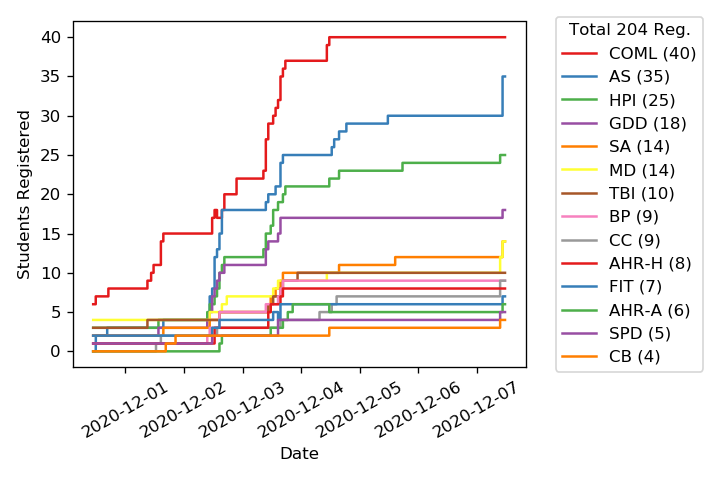 40
35
30
25
20
15
10
5
0
Students Registered
2020-12-01
2020-12-02
2020-12-03
2020-12-04
2020-12-05
2020-12-06
2020-12-07
Date
Total 204 Reg.
COML (40)
AS (35)
HPI (25)
GDD (18)
SA (14)
MD (14)
TBI (10)
BP (9)
CC (9)
AHR-H (8)
FIT (7)
AHR-A (6)
SPD (5)
CB (4)